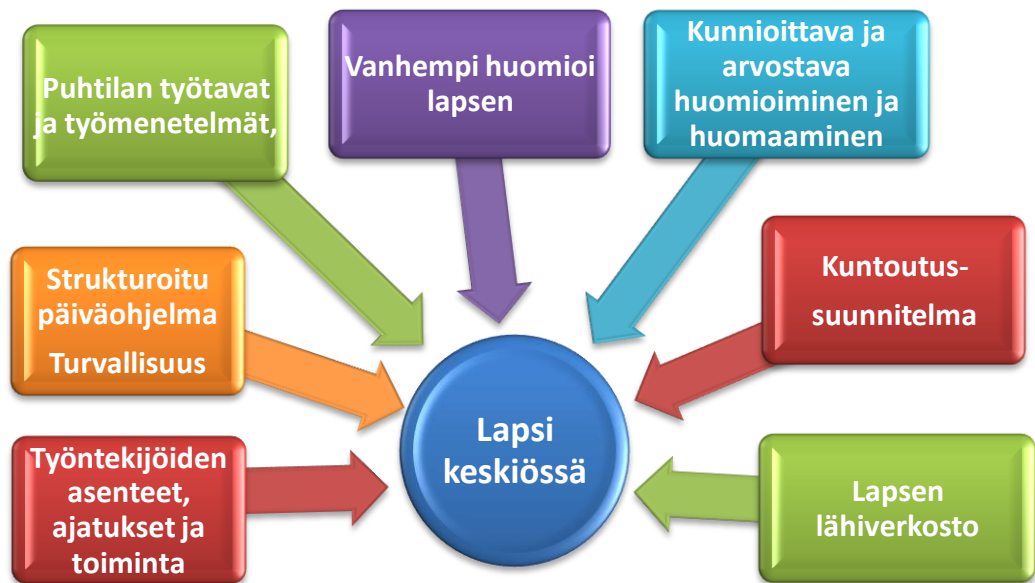 Puhtilan työtavat
ja työmenetelmät,
Vanhempi huomioi
lapsen
Kunnioittava ja
arvostava
huomioiminen ja
huomaaminen
Strukturoitu
päiväohjelma
Turvallisuus
Kuntoutus-
suunnitelma
Lapsi
keskiössä
Työntekijöiden
asenteet,
ajatukset ja
toiminta
Lapsen
lähiverkosto